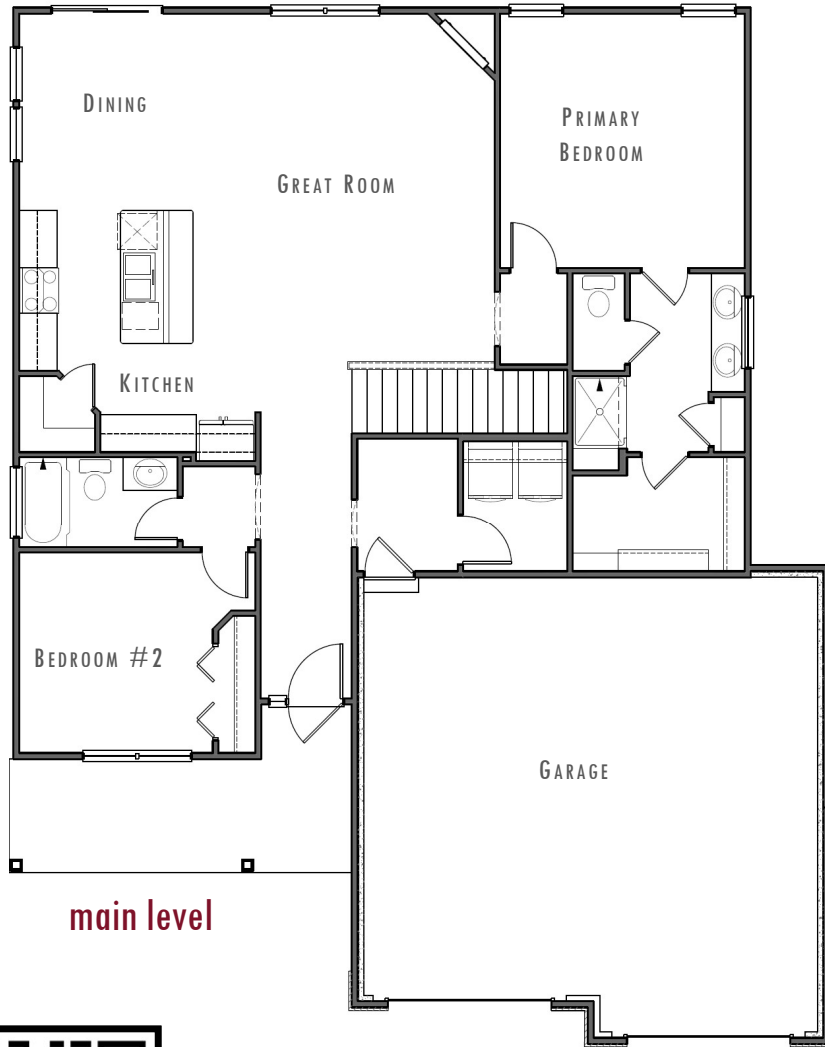 Dining
Primary
Bedroom
Great Room
Kitchen
Bedroom #2
Garage
main level